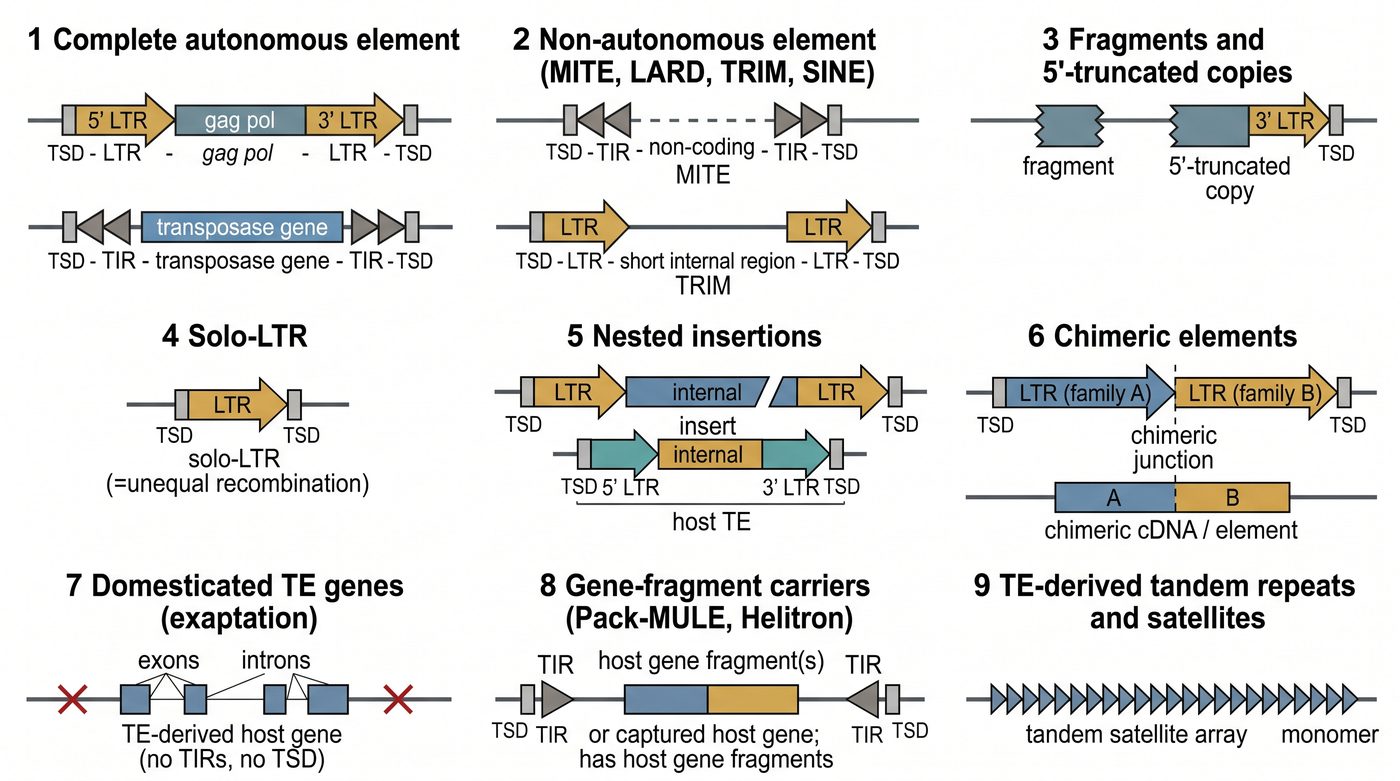 1 Complete autonomous element
5' LTR gag pol 3' LTR
TSD - LTR - gag pol - LTR - TSD
transposase gene
TSD - TIR - transposase gene - TIR - TSD
2 Non-autonomous element
(MITE, LARD, TRIM, SINE)
TSD - TIR - non-coding - TIR - TSD
MITE
LTR LTR
TSD - LTR - short internal region - LTR - TSD
TRIM
3 Fragments and
5'-truncated copies
3' LTR
fragment 5'-truncated TSD
copy
4 Solo-LTR
LTR
TSD TSD
solo-LTR
(=unequal recombination)
5 Nested insertions
LTR internal LTR
TSD insert TSD
internal
TSD 5' LTR 3' LTR TSD
host TE
6 Chimeric elements
LTR (family A) LTR (family B)
TSD TSD
chimeric
junction
A B
chimeric cDNA / element
7 Domesticated TE genes
(exaptation)
exons introns
TE-derived host gene
(no TIRs, no TSD)
8 Gene-fragment carriers
(Pack-MULE, Helitron)
TIR host gene fragment(s) TIR
TSD TIR or captured host gene; TIR TSD
has host gene fragments
9 TE-derived tandem repeats
and satellites
tandem satellite array monomer